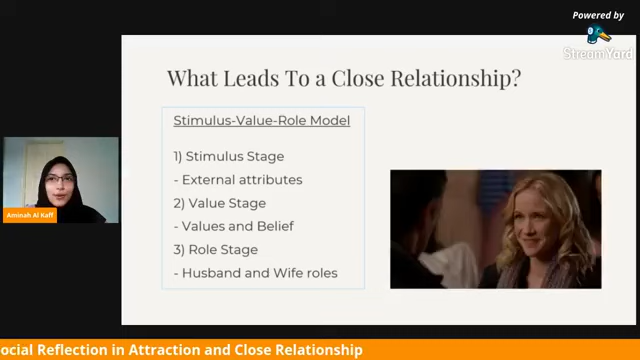 Powered by
StreamYard
What Leads To a Close Relationship?
Stimulus-Value-Role Model
1) Stimulus Stage
- External attributes
2) Value Stage
- Values and Belief
3) Role Stage
- Husband and Wife roles
Aminah Al Kaff
ocial Reflection in Attraction and Close Relationship